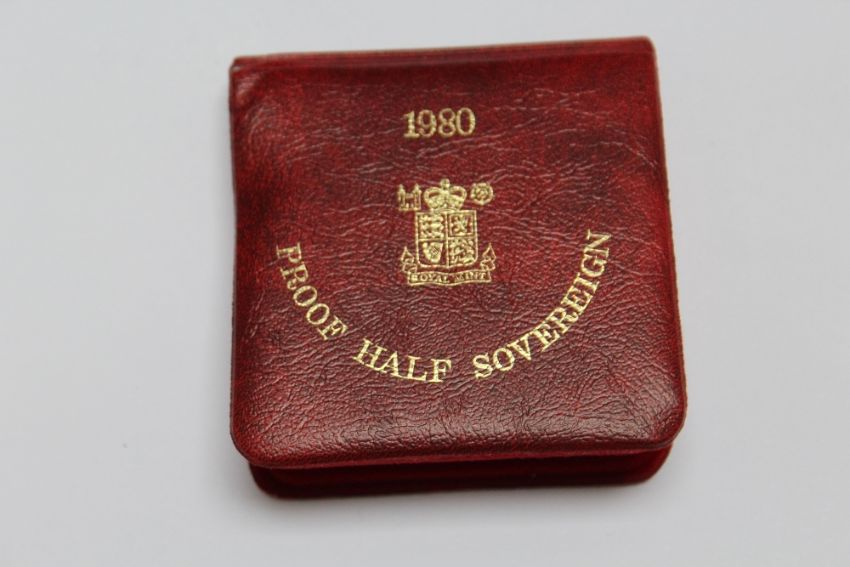 1980
ROYAL MINT
PROOF HALF SOVEREIGN